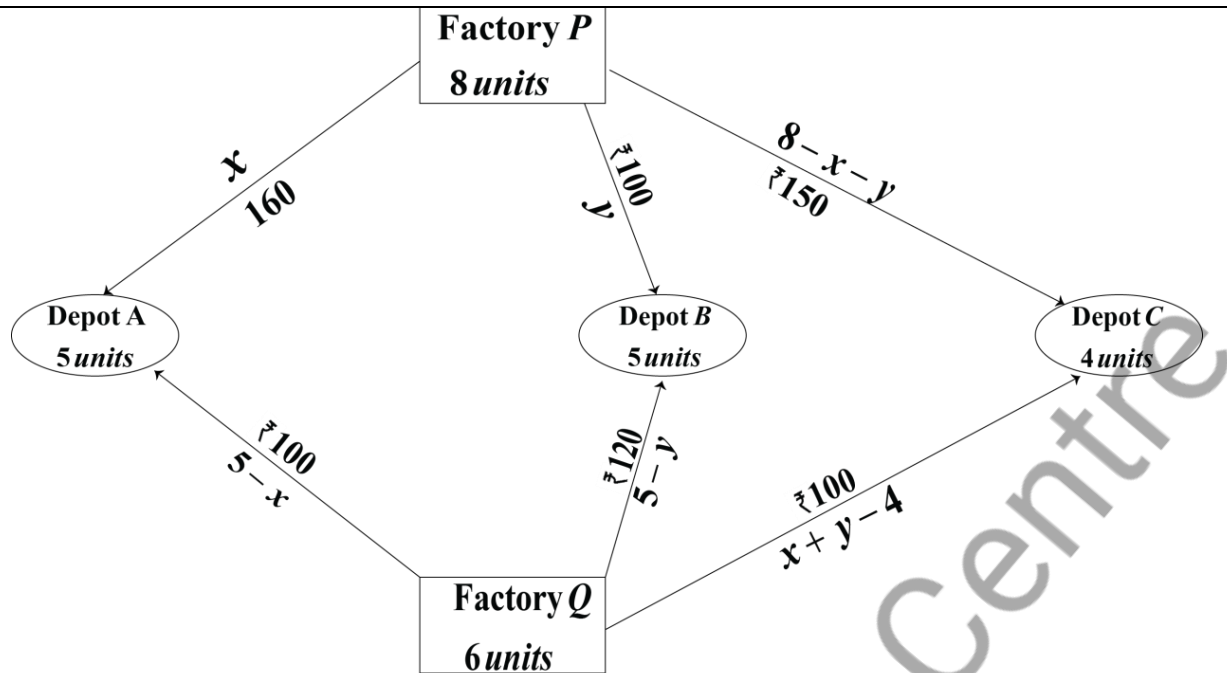 Factory P
8 units
x
160
₹100
y
8 – x – y
₹150
Depot A
5 units
Depot B
5 units
Depot C
4 units
₹100
5 – x
₹120
5 – y
₹100
x + y – 4
Factory Q
6 units
Centre